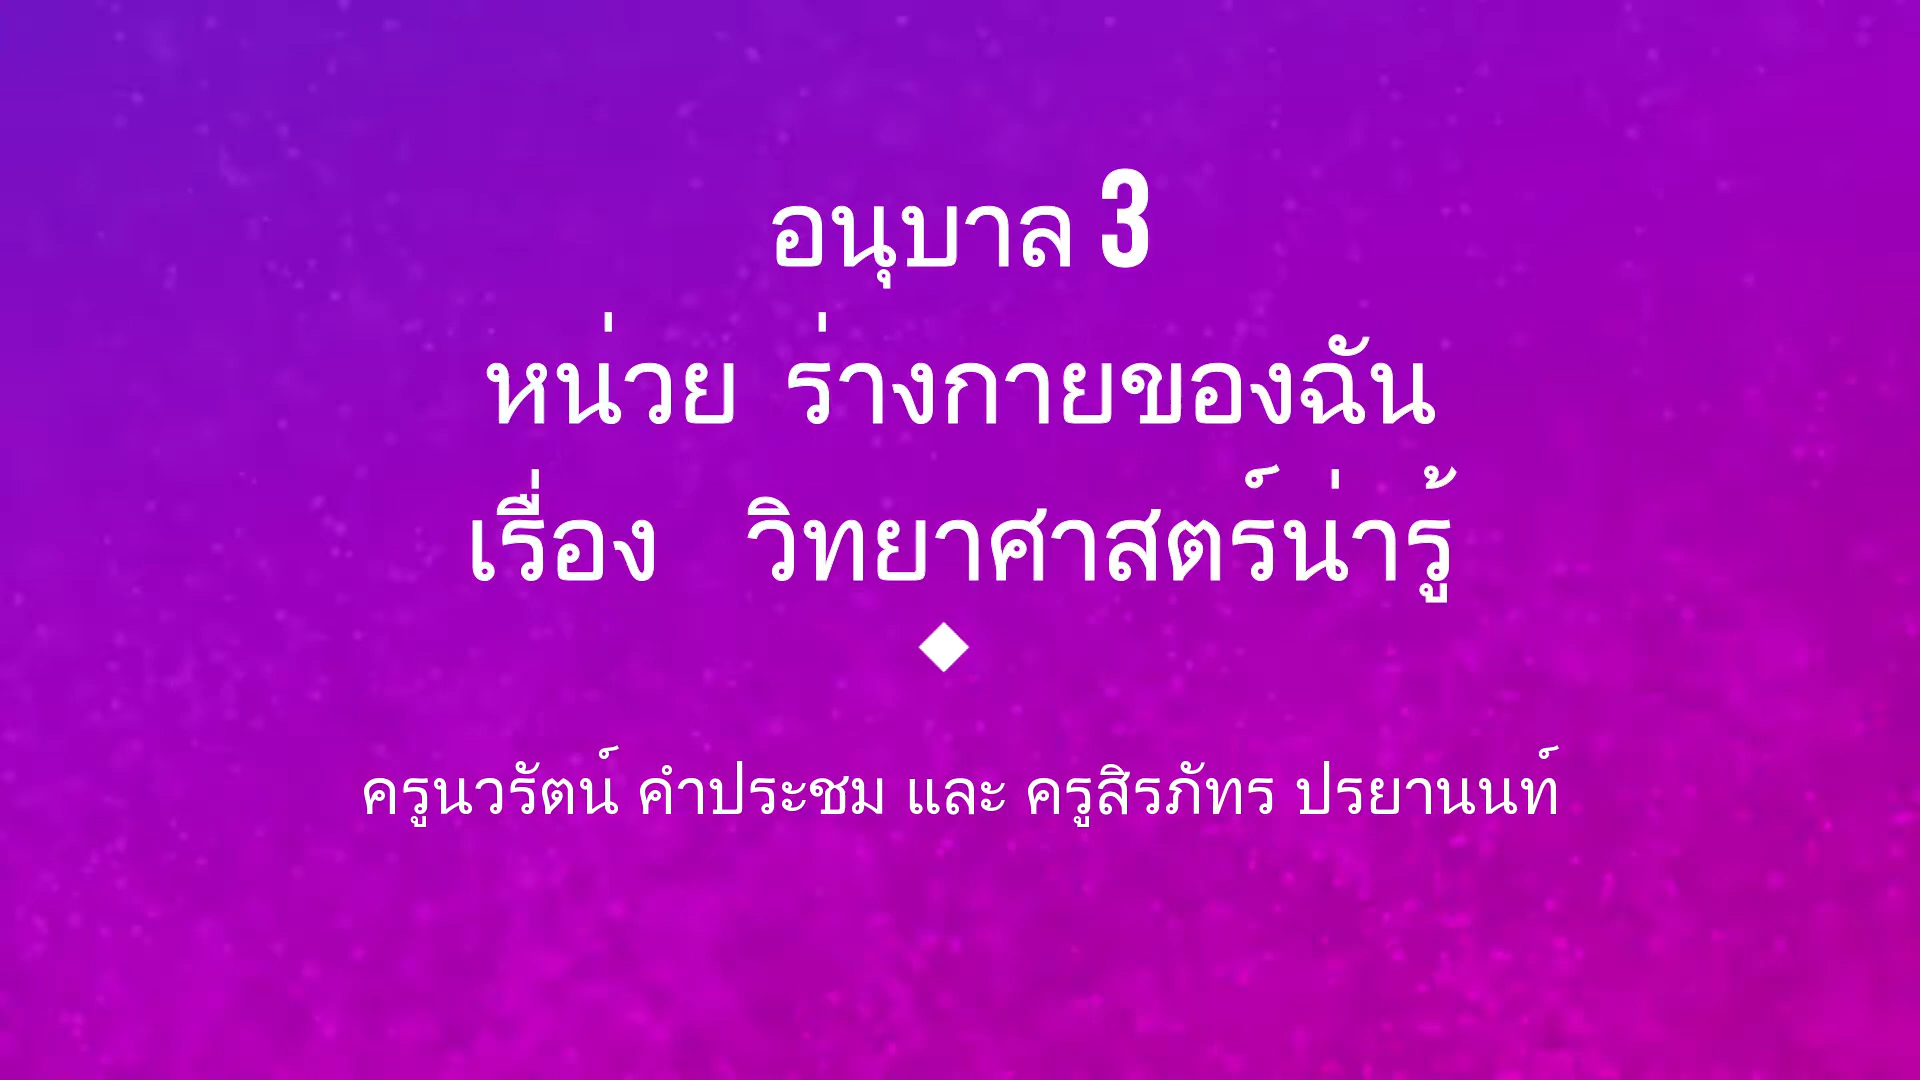 อนุบาล 3
หน่วย ร่างกายของฉัน
เรื่อง วิทยาศาสตร์น่ารู้
ครูนวรัตน์ คำประชม และ ครูสิรภัทร ปรยานนท์